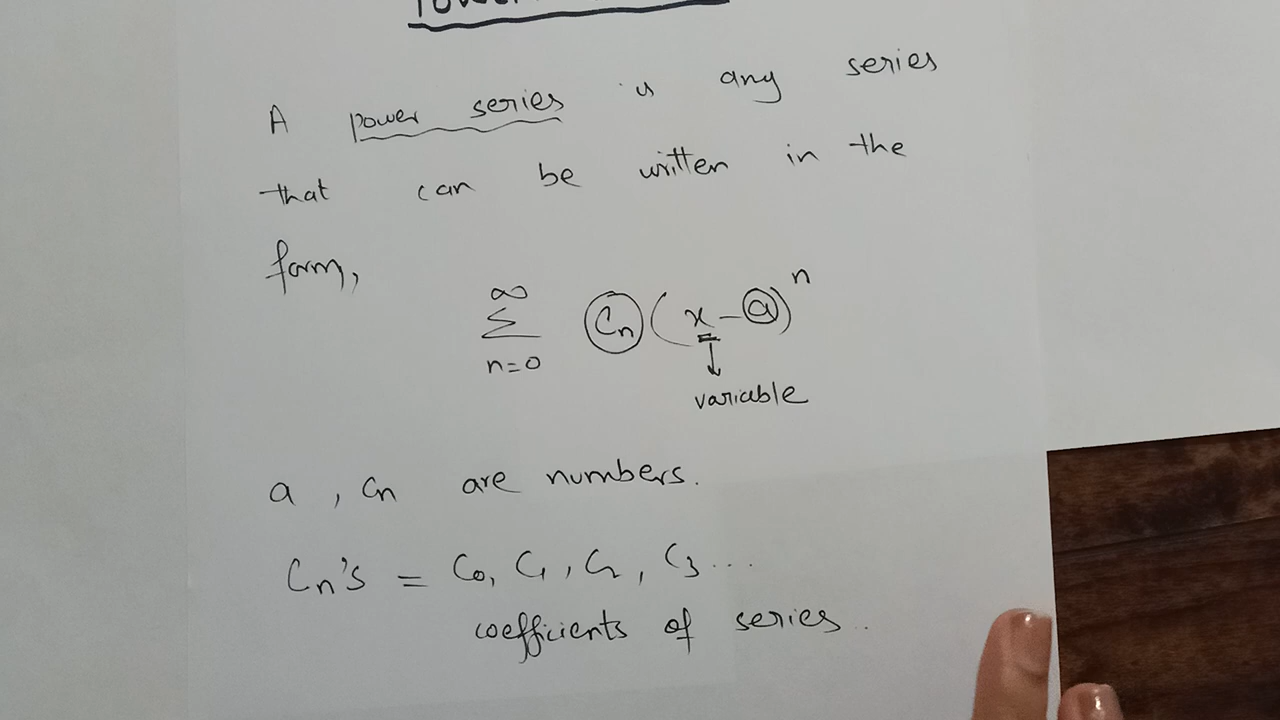 A power series is any series
that can be written in the
form,
∞
Σ Cn (x - a)^n
n=0
variable
a , Cn are numbers.
Cn's = C0, C1, C2, C3 ...
coefficients of series.